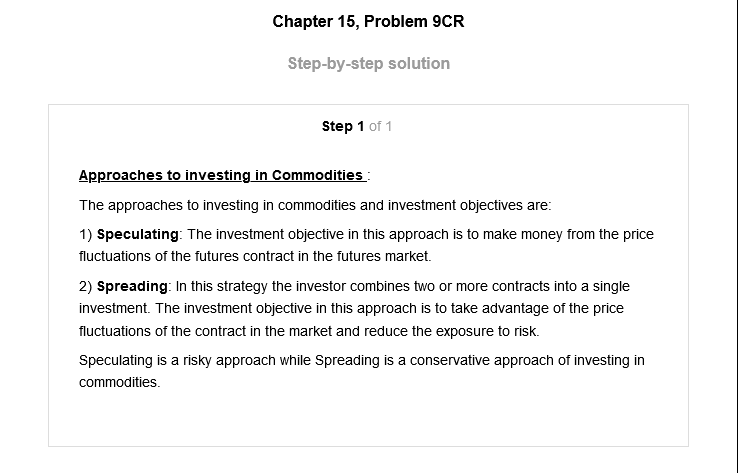 Chapter 15, Problem 9CR
Step-by-step solution
Step 1 of 1
Approaches to investing in Commodities :
The approaches to investing in commodities and investment objectives are:
1) Speculating: The investment objective in this approach is to make money from the price
fluctuations of the futures contract in the futures market.
2) Spreading: In this strategy the investor combines two or more contracts into a single
investment. The investment objective in this approach is to take advantage of the price
fluctuations of the contract in the market and reduce the exposure to risk.
Speculating is a risky approach while Spreading is a conservative approach of investing in
commodities.